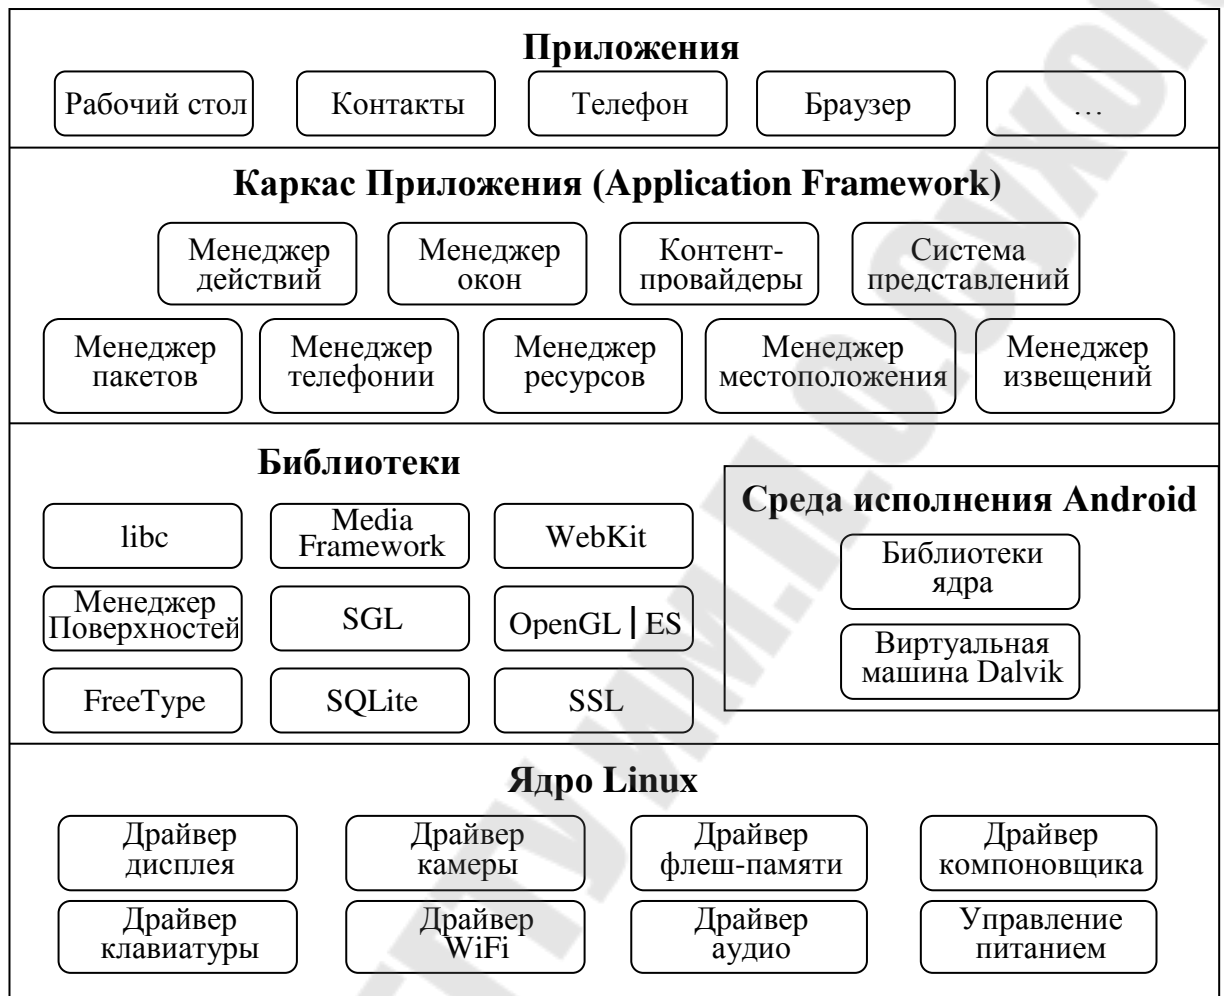 Приложения
Рабочий стол
Контакты
Телефон
Браузер
…
Каркас Приложения (Application Framework)
Менеджер
действий
Менеджер
окон
Контент-
провайдеры
Система
представлений
Менеджер
пакетов
Менеджер
телефонии
Менеджер
ресурсов
Менеджер
местоположения
Менеджер
извещений
Библиотеки
libc
Media
Framework
WebKit
Менеджер
Поверхностей
SGL
OpenGL | ES
FreeType
SQLite
SSL
Среда исполнения Android
Библиотеки
ядра
Виртуальная
машина Dalvik
Ядро Linux
Драйвер
дисплея
Драйвер
камеры
Драйвер
флеш-памяти
Драйвер
компоновщика
Драйвер
клавиатуры
Драйвер
WiFi
Драйвер
аудио
Управление
питанием